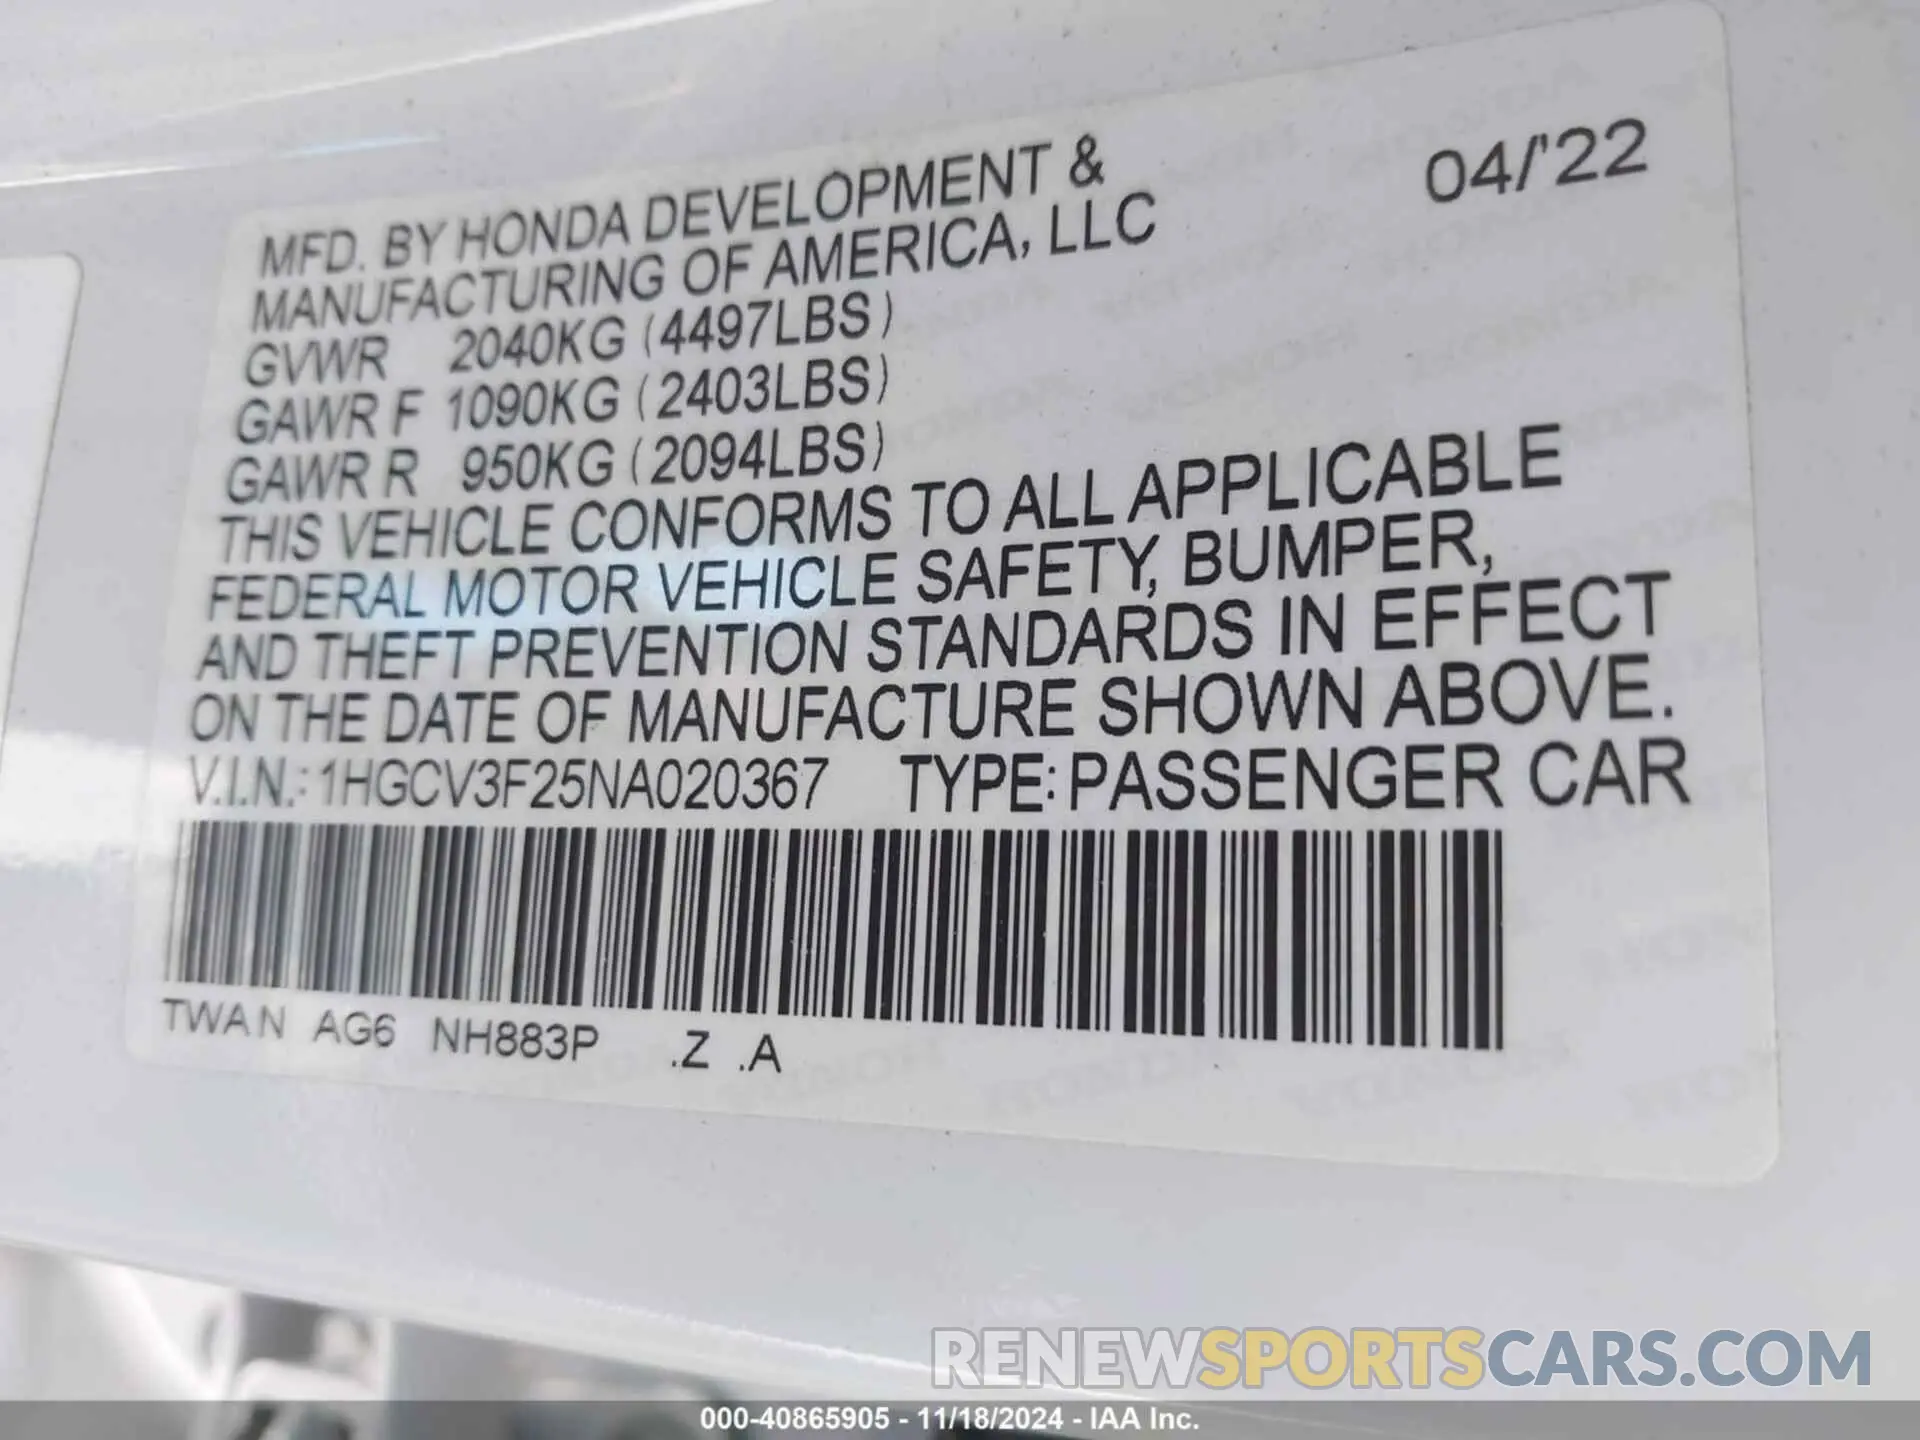 04/'22
MFD. BY HONDA DEVELOPMENT &
MANUFACTURING OF AMERICA, LLC
GVWR 2040KG (4497LBS)
GAWR F 1090KG (2403LBS)
GAWR R 950KG (2094LBS)
THIS VEHICLE CONFORMS TO ALL APPLICABLE
FEDERAL MOTOR VEHICLE SAFETY, BUMPER,
AND THEFT PREVENTION STANDARDS IN EFFECT
ON THE DATE OF MANUFACTURE SHOWN ABOVE.
V.I.N.: 1HGCV3F25NA020367 TYPE: PASSENGER CAR
TWAN AG6 NH883P .Z .A
RENEWSPORTSCARS.COM
000-40865905 - 11/18/2024 - IAA Inc.